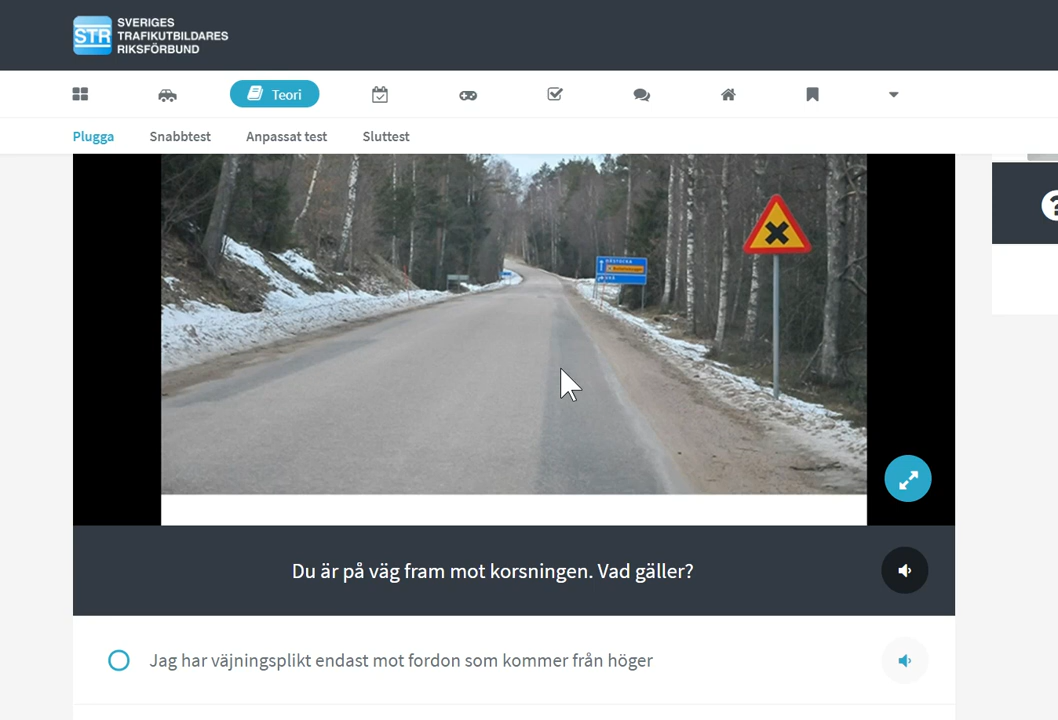 STR
SVERIGES
TRAFIKUTBILDARES
RIKSFÖRBUND
Teori
Plugga
Snabbtest
Anpassat test
Sluttest
Du är på väg fram mot korsningen. Vad gäller?
Jag har väjningsplikt endast mot fordon som kommer från höger